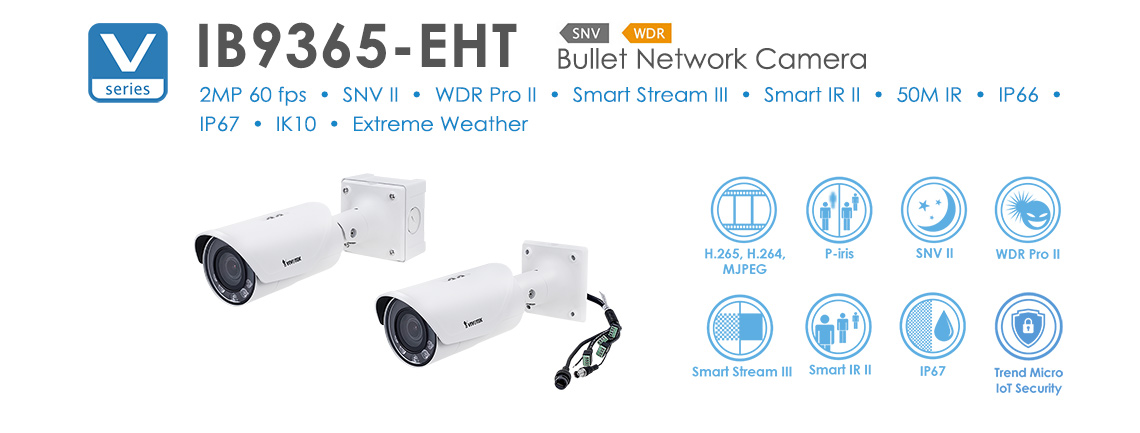 V
series
IB9365-EHT
SNV
WDR
Bullet Network Camera
2MP 60 fps • SNV II • WDR Pro II • Smart Stream III • Smart IR II • 50M IR • IP66 •
IP67 • IK10 • Extreme Weather
VIVOTEK
VIVOTEK
H.265, H.264,
MJPEG
P-iris
SNV II
WDR Pro II
Smart Stream III
Smart IR II
IP67
Trend Micro
IoT Security